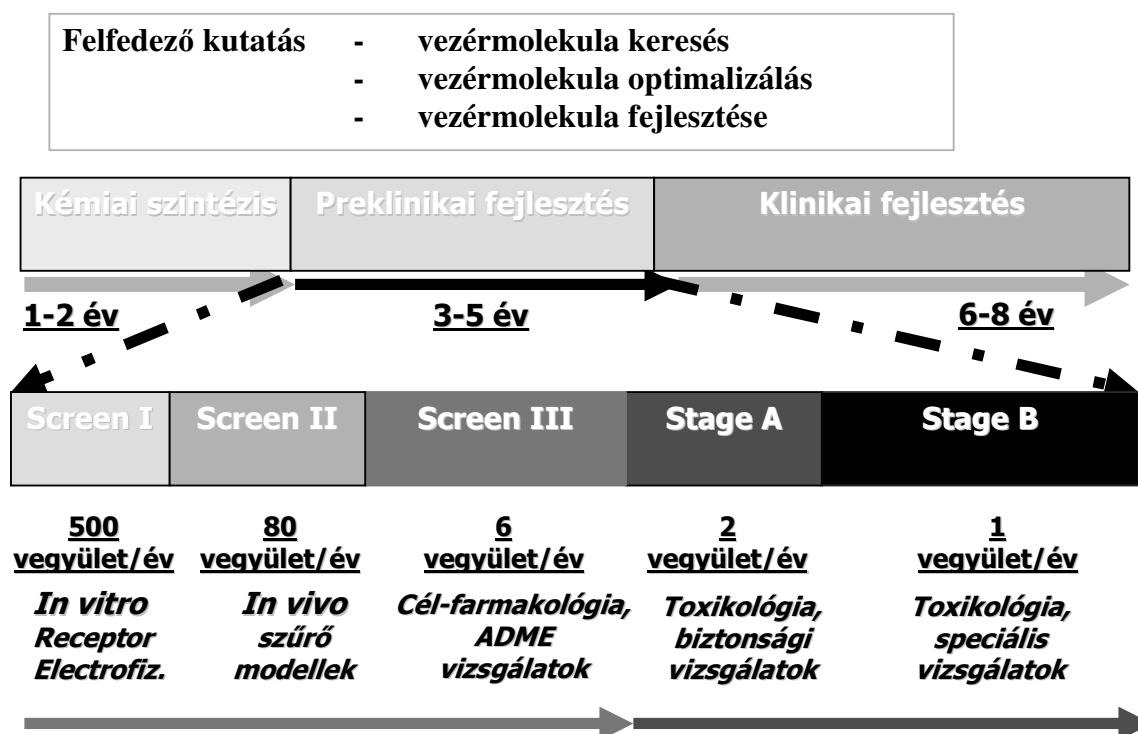 Felfedező kutatás - vezérmolekula keresés
- vezérmolekula optimalizálás
- vezérmolekula fejlesztése
Kémiai szintézis Preklinikai fejlesztés Klinikai fejlesztés
1-2 év 3-5 év 6-8 év
Screen I Screen II Screen III Stage A Stage B
500
vegyület/év
In vitro
Receptor
Electrofiz.
80
vegyület/év
In vivo
szűrő
modellek
6
vegyület/év
Cél-farmakológia,
ADME
vizsgálatok
2
vegyület/év
Toxikológia,
biztonsági
vizsgálatok
1
vegyület/év
Toxikológia,
speciális
vizsgálatok